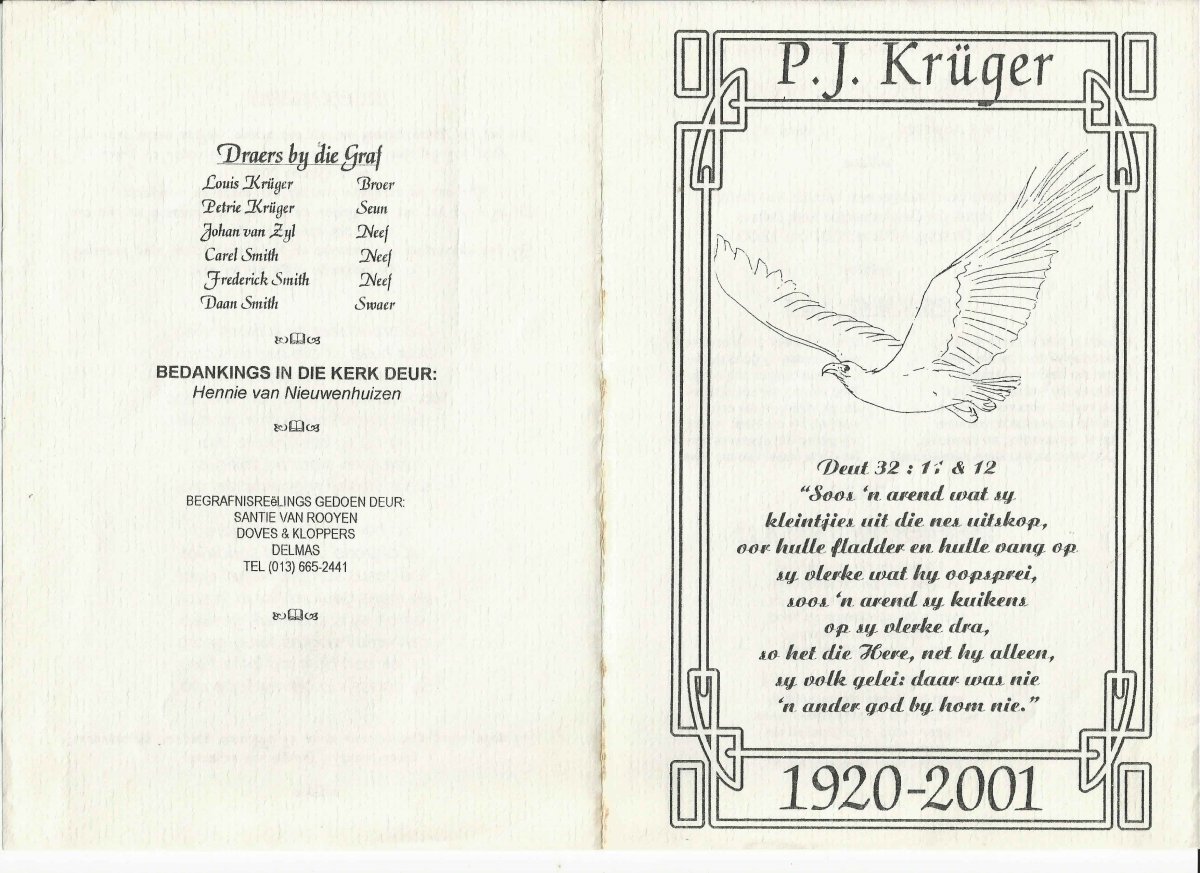 Draers by die Graf
Louis Krüger Broer
Petrie Krüger Seun
Johan van Zyl Neef
Carel Smith Neef
Frederick Smith Neef
Daan Smith Swaer
BEDANKINGS IN DIE KERK DEUR:
Hennie van Nieuwenhuizen
BEGRAFNISREëLINGS GEDOEN DEUR:
SANTIE VAN ROOYEN
DOVES & KLOPPERS
DELMAS
TEL (013) 665-2441
P.J. Krüger
Deut 32 : 11 & 12
“Soos ‘n arend wat sy
kleintjies uit die nes uitskop,
oor hulle fladder en hulle vang op
sy vlerke wat hy oopsprei,
soos ‘n arend sy kuikens
op sy vlerke dra,
so het die Here, net hy alleen,
sy volk gelei: daar was nie
‘n ander god by hom nie.”
1920-2001